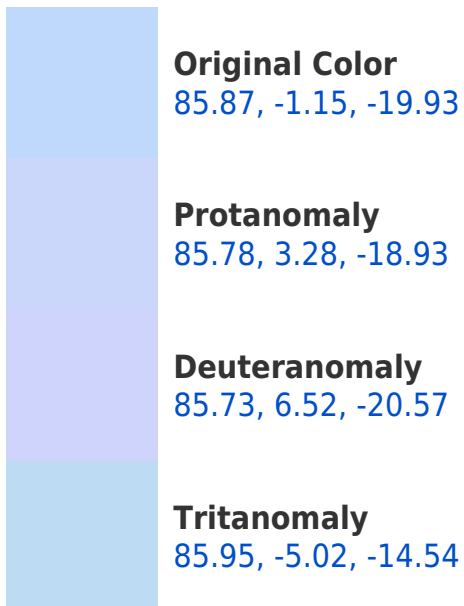 Original Color
85.87, -1.15, -19.93
Protanomaly
85.78, 3.28, -18.93
Deuteranomaly
85.73, 6.52, -20.57
Tritanomaly
85.95, -5.02, -14.54